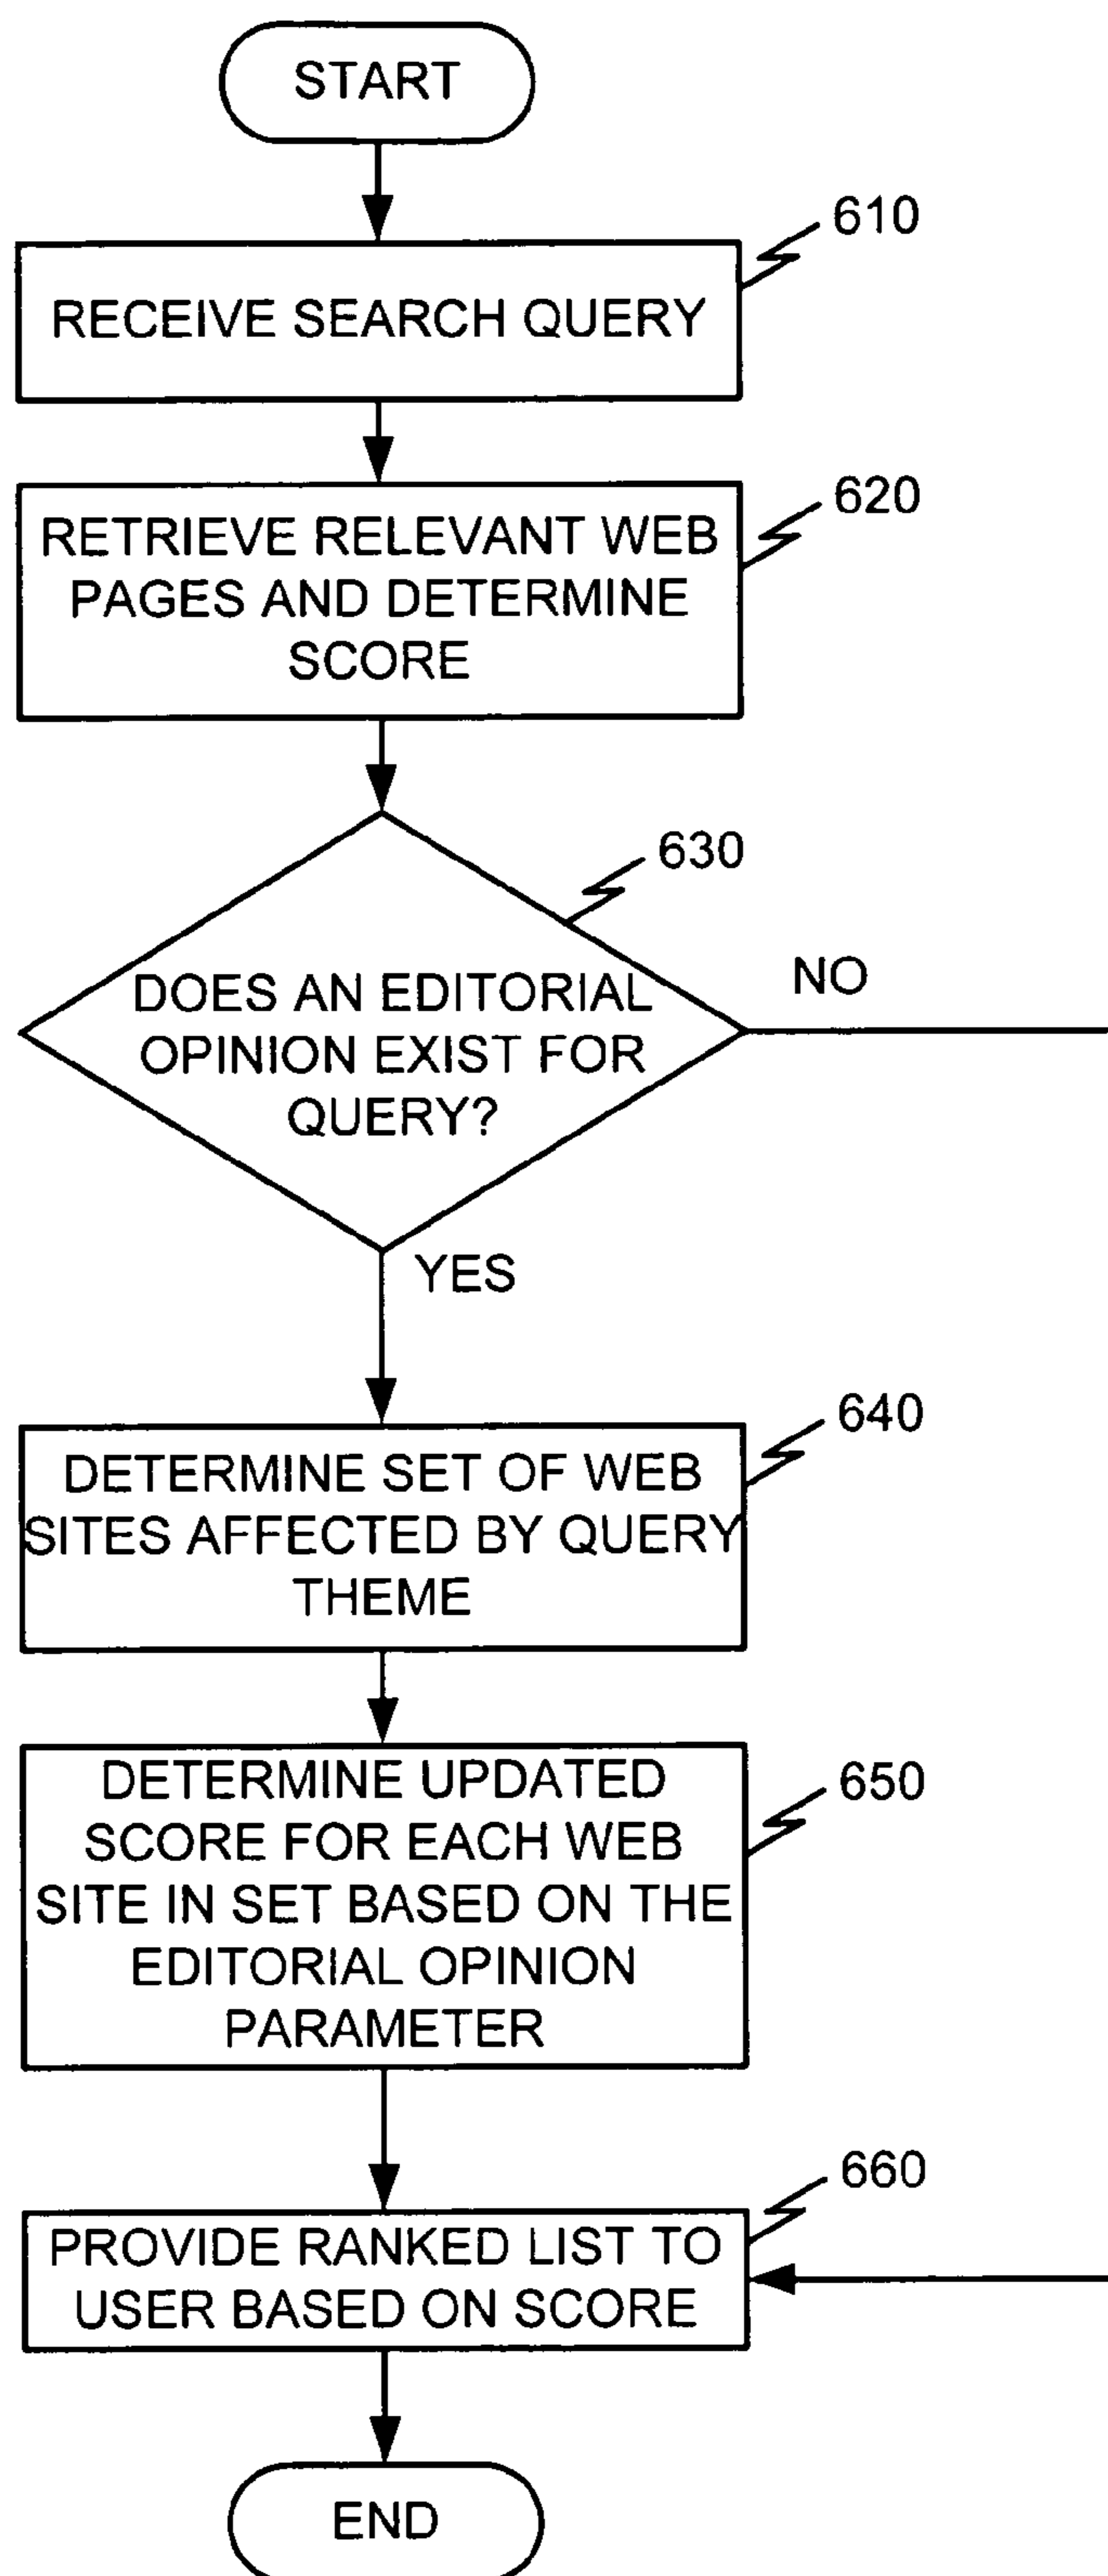 START
610
RECEIVE SEARCH QUERY
620
RETRIEVE RELEVANT WEB
PAGES AND DETERMINE
SCORE
630
DOES AN EDITORIAL
OPINION EXIST FOR
QUERY?
NO
YES
640
DETERMINE SET OF WEB
SITES AFFECTED BY QUERY
THEME
650
DETERMINE UPDATED
SCORE FOR EACH WEB
SITE IN SET BASED ON THE
EDITORIAL OPINION
PARAMETER
660
PROVIDE RANKED LIST TO
USER BASED ON SCORE
END